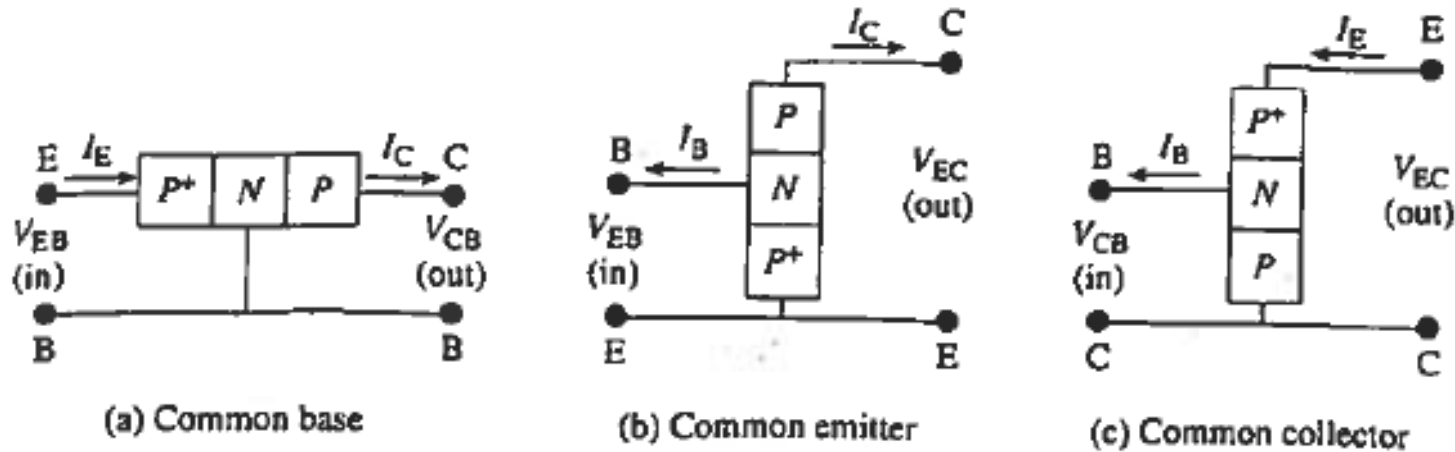 E I_E P⁺ N P I_C C
V_EB
(in)
V_CB
(out)
B B
(a) Common base
I_C C
P
B I_B N
V_EC
(out)
V_EB
(in)
P⁺
E E
(b) Common emitter
I_E E
P⁺
B I_B N
V_EC
(out)
V_CB
(in)
P
C C
(c) Common collector